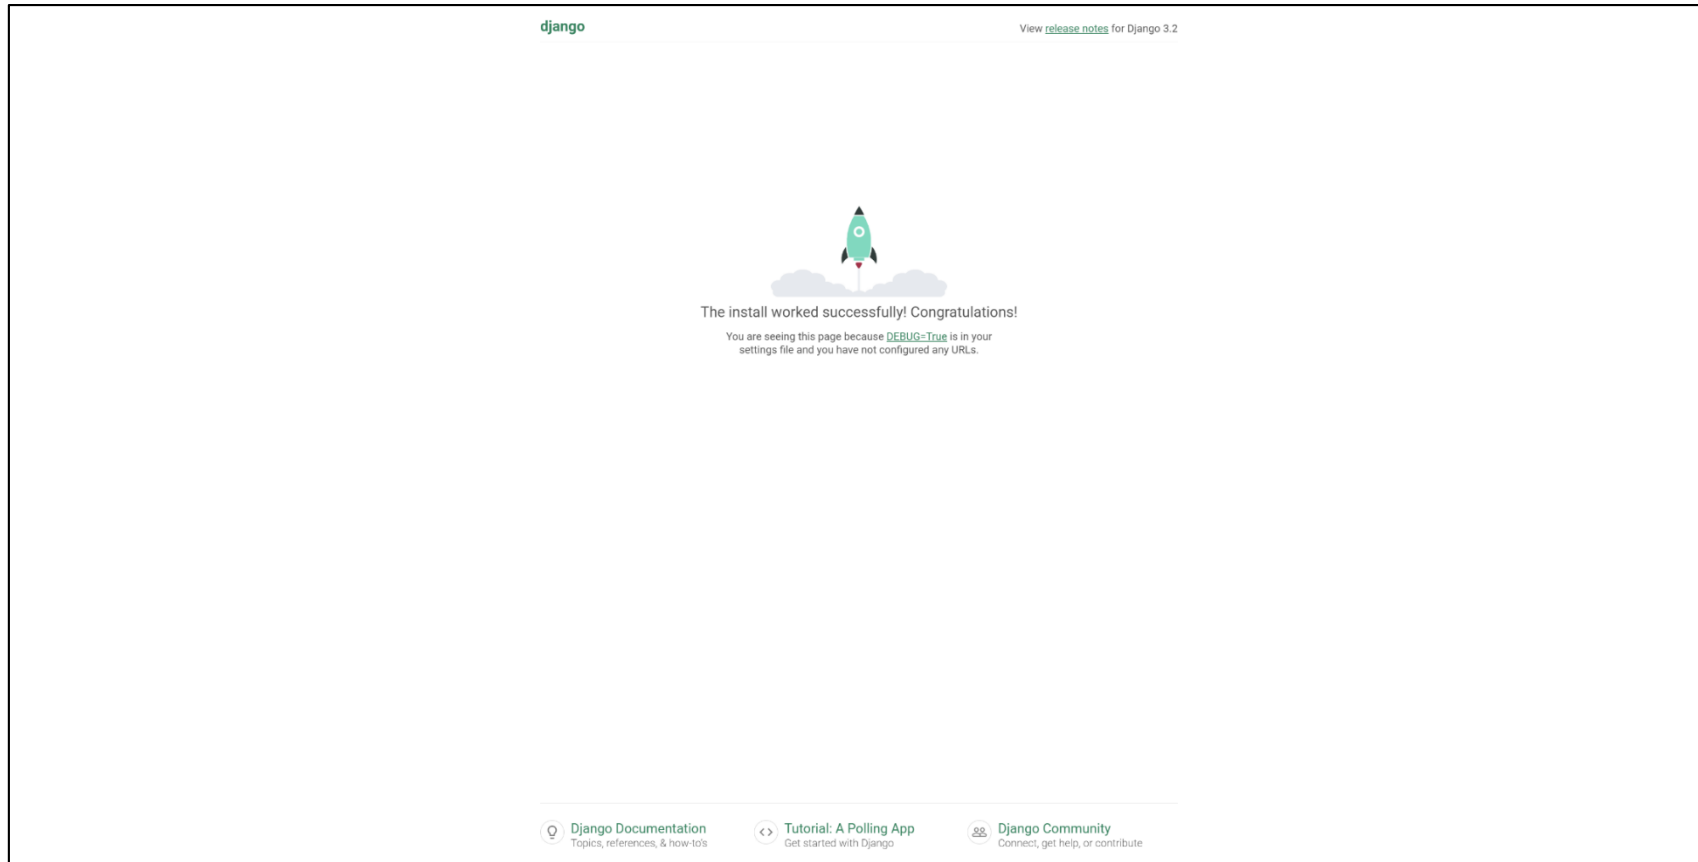 django
View release notes for Django 3.2
The install worked successfully! Congratulations!
You are seeing this page because DEBUG=True is in your
settings file and you have not configured any URLs.
Django Documentation
Topics, references, & how-to's
Tutorial: A Polling App
Get started with Django
Django Community
Connect, get help, or contribute